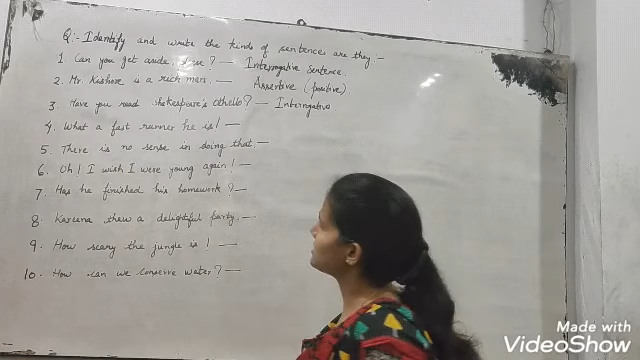 Q:- Identify and write the kinds of sentences are they:-
1. Can you get aside, please? — Interrogative Sentence.
2. Mr. Kishore is a rich man. — Assertive (positive).
3. Have you read Shakespeare's Othello? — Interrogative
4. What a fast runner he is! —
5. There is no sense in doing that. —
6. Oh! I wish I were young again! —
7. Has he finished his homework? —
8. Kareena thew a delightful party. —
9. How scary the jungle is! —
10. How can we conserve water? —
Made with
VideoShow